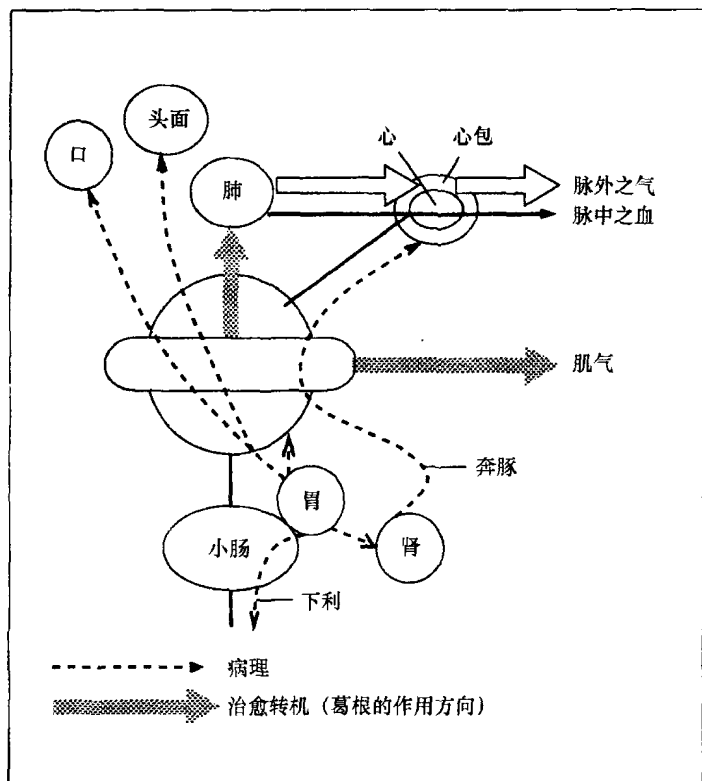 头面
口
心
心包
肺
脉外之气
脉中之血
肌气
奔豚
胃
小肠
肾
下利
病理
治愈转机（葛根的作用方向）